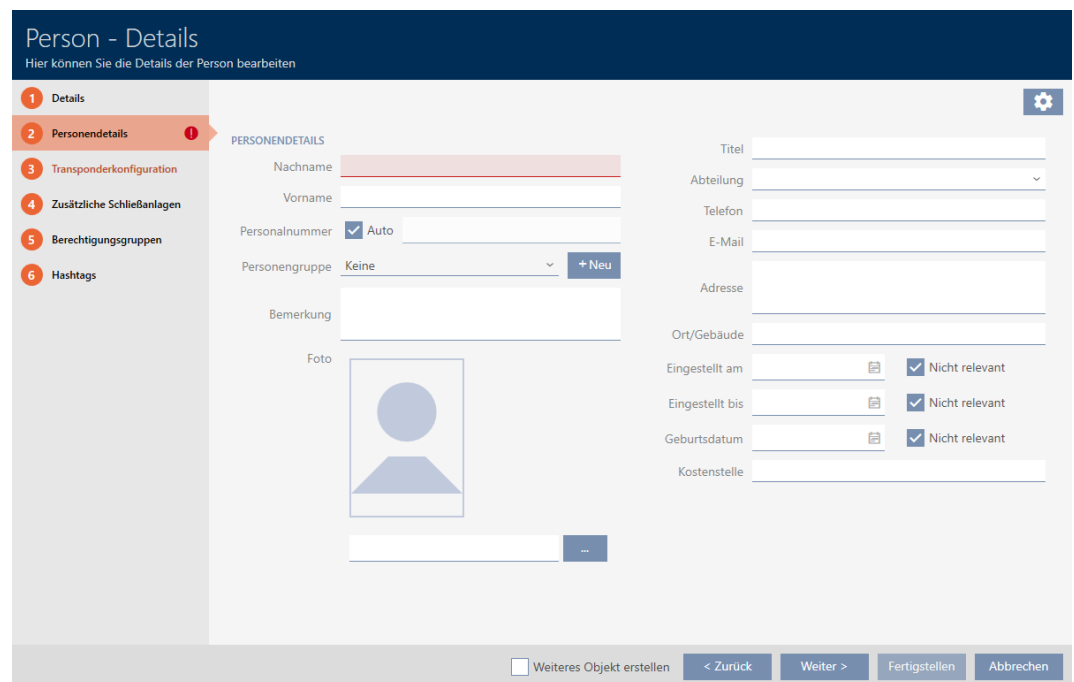 Person - Details
Hier können Sie die Details der Person bearbeiten
1 Details
2 Personendetails !
3 Transponderkonfiguration
4 Zusätzliche Schließanlagen
5 Berechtigungsgruppen
6 Hashtags
PERSONENDETAILS
Nachname
Vorname
Personalnummer Auto
Personengruppe Keine + Neu
Bemerkung
Foto
...
Titel
Abteilung
Telefon
E-Mail
Adresse
Ort/Gebäude
Eingestellt am Nicht relevant
Eingestellt bis Nicht relevant
Geburtsdatum Nicht relevant
Kostenstelle
Weiteres Objekt erstellen < Zurück Weiter > Fertigstellen Abbrechen